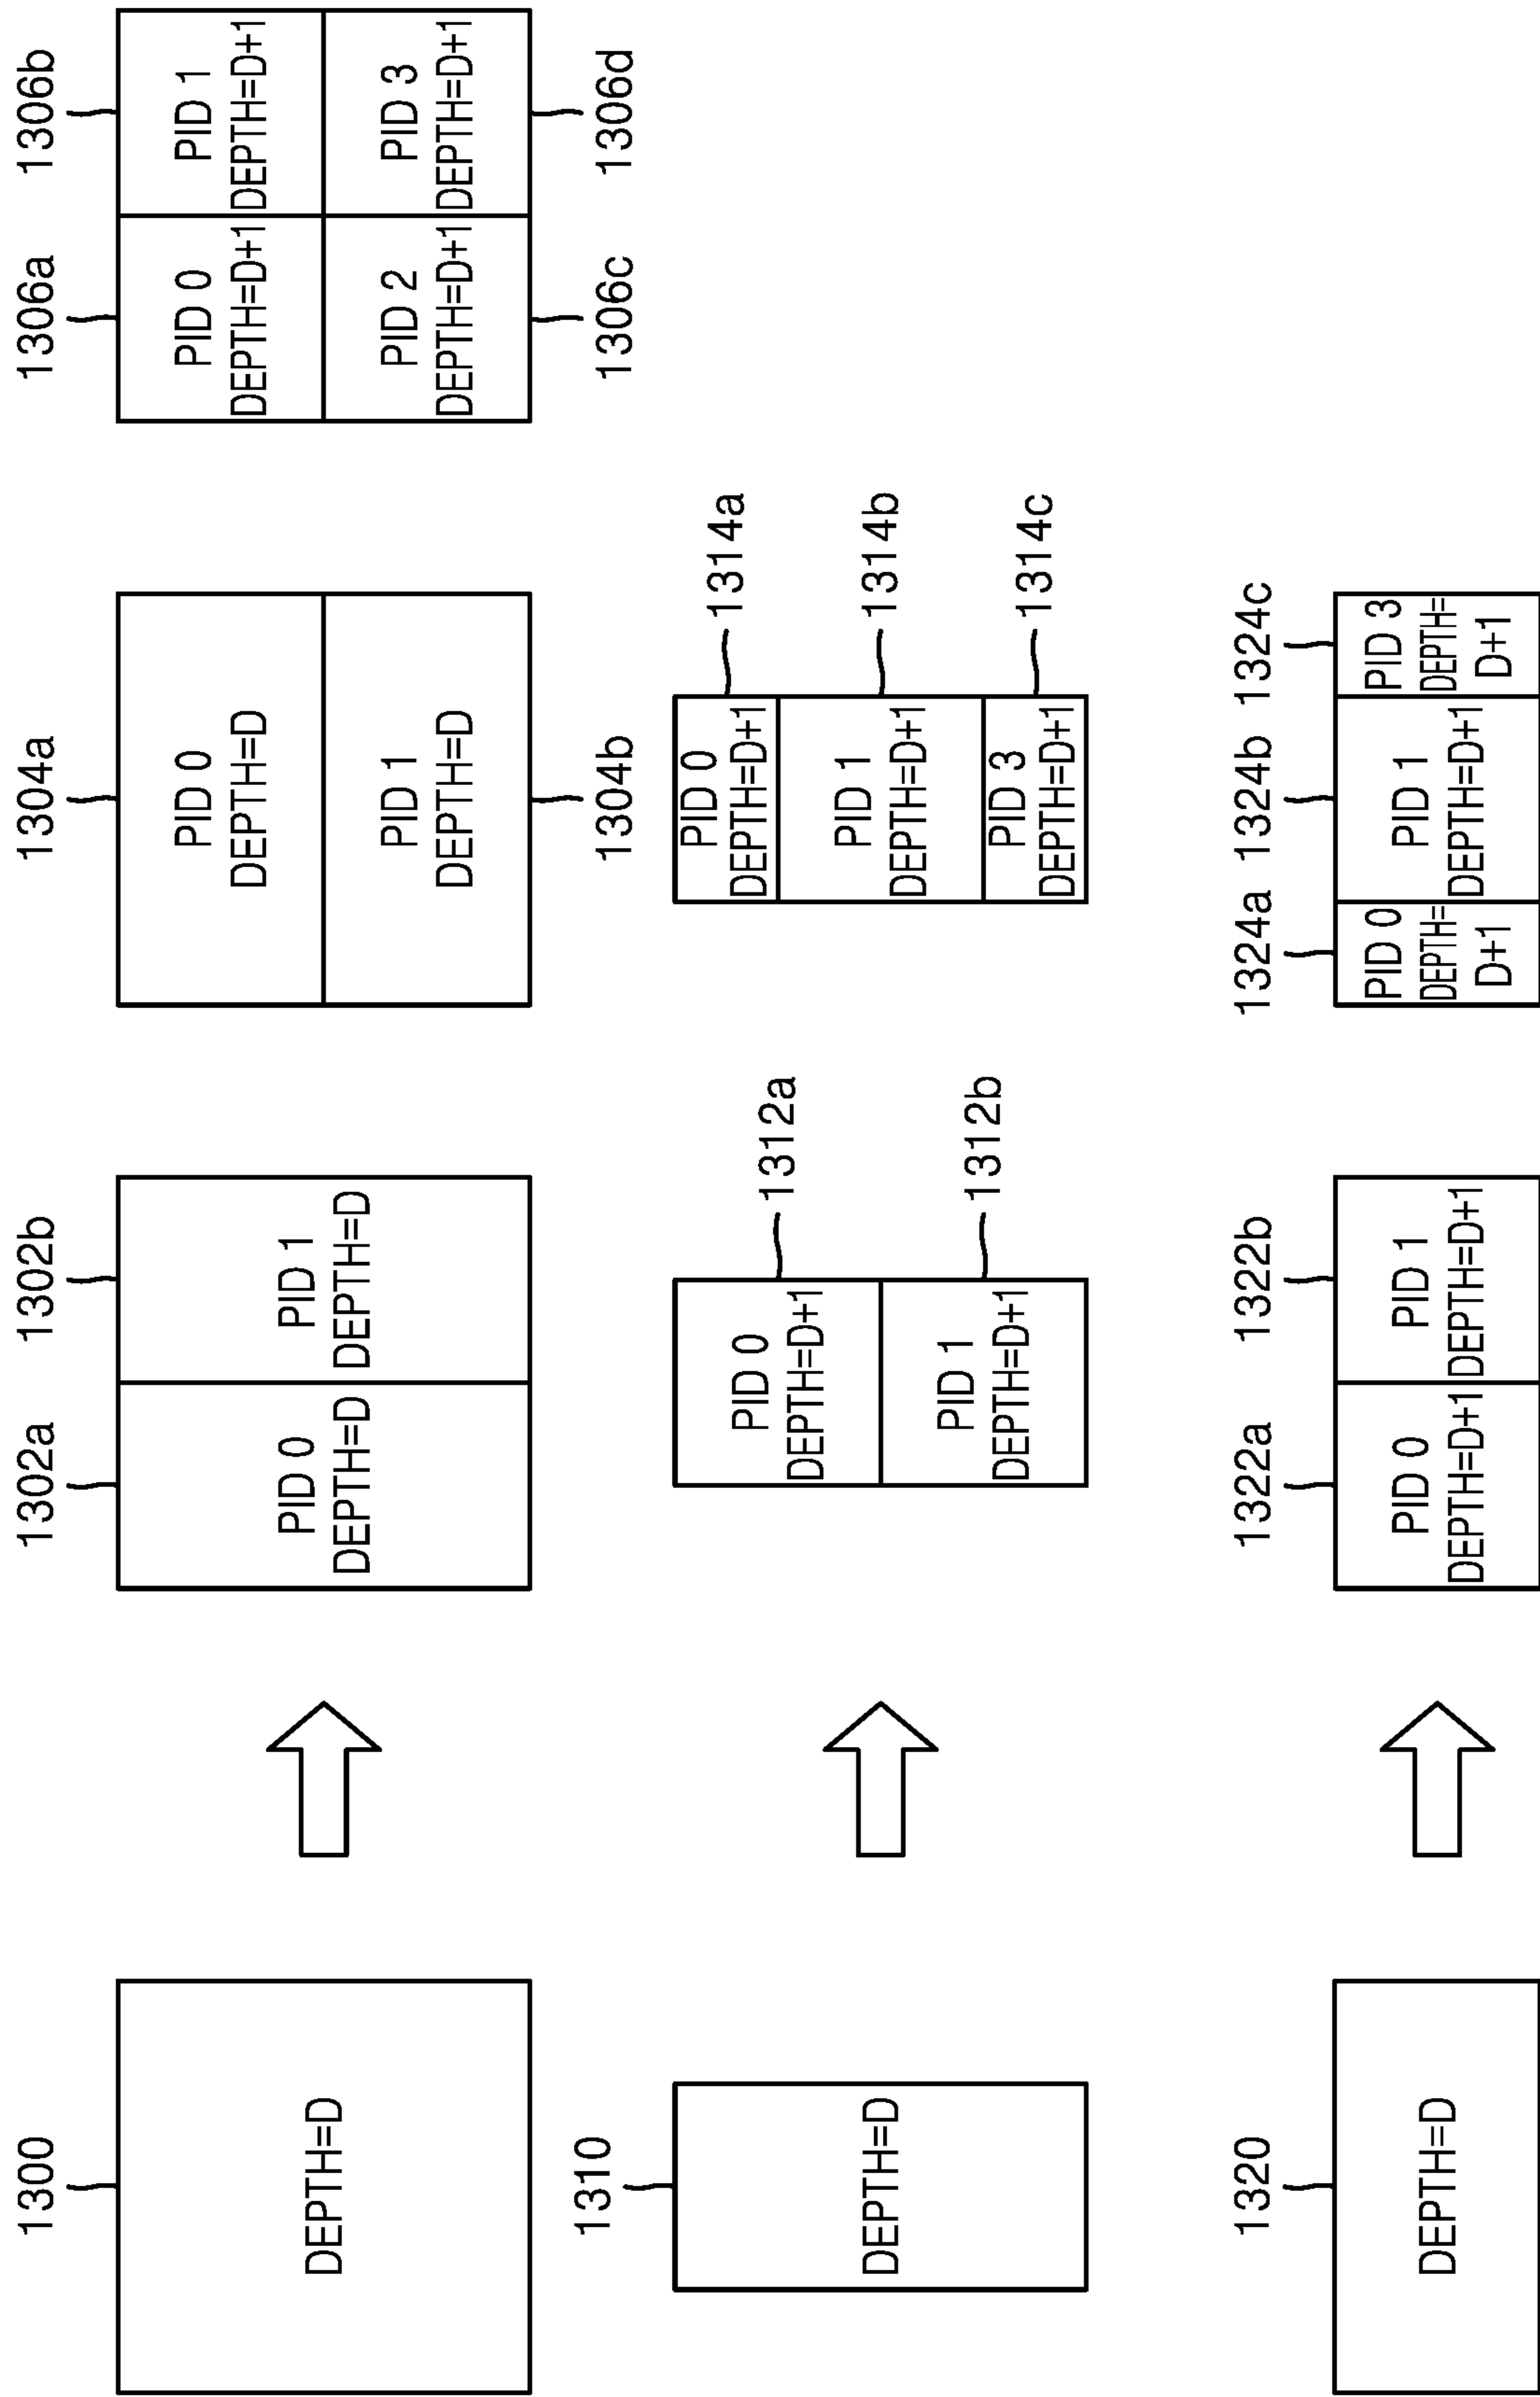 1300
DEPTH=D
1302a
1302b
PID 0
DEPTH=D
PID 1
DEPTH=D
1304a
PID 0
DEPTH=D
PID 1
DEPTH=D
1304b
1306a
1306b
PID 0
DEPTH=D+1
PID 1
DEPTH=D+1
PID 2
DEPTH=D+1
PID 3
DEPTH=D+1
1306c
1306d
1310
DEPTH=D
PID 0
DEPTH=D+1
1312a
PID 1
DEPTH=D+1
1312b
PID 0
DEPTH=D+1
1314a
PID 1
DEPTH=D+1
1314b
PID 3
DEPTH=D+1
1314c
1320
DEPTH=D
1322a
1322b
PID 0
DEPTH=D+1
PID 1
DEPTH=D+1
1324a
1324b
1324c
PID 0
DEPTH=
D+1
PID 1
DEPTH=D+1
PID 3
DEPTH=
D+1